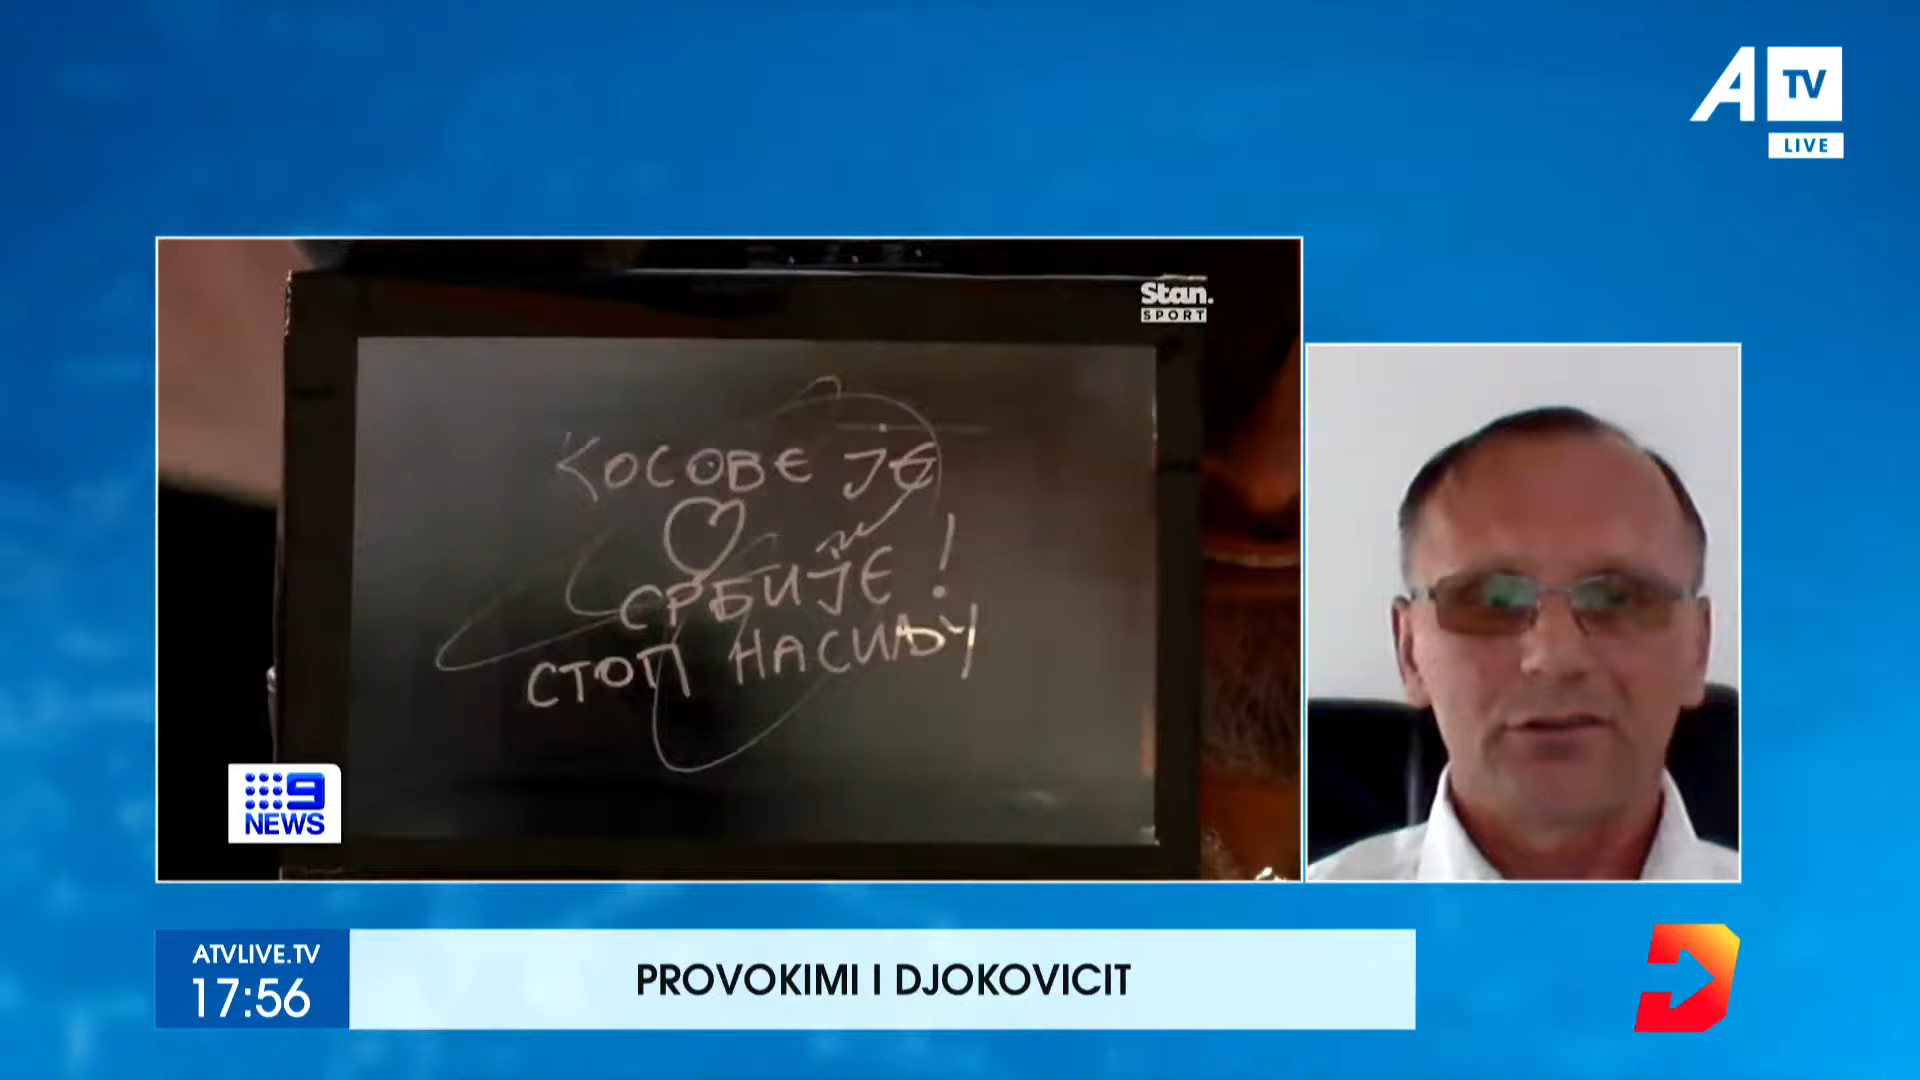 A TV
LIVE
Stan.
SPORT
КОСОВЕ ЈЕ
СРБИЈЕ!
СТОП НАСИЉУ
9
NEWS
ATVLIVE.TV
17:56
PROVOKIMI I DJOKOVICIT